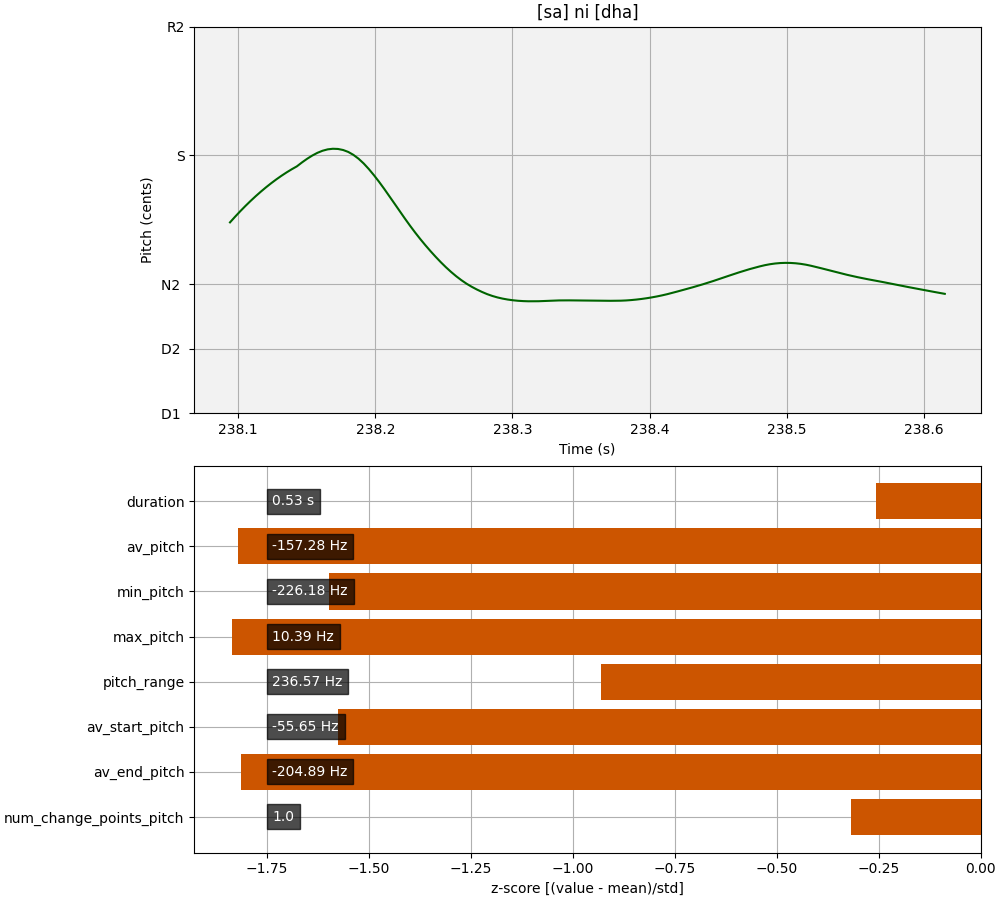 [sa] ni [dha]
R2
S
N2
D2
D1
Pitch (cents)
238.1 238.2 238.3 238.4 238.5 238.6
Time (s)
duration 0.53 s
av_pitch -157.28 Hz
min_pitch -226.18 Hz
max_pitch 10.39 Hz
pitch_range 236.57 Hz
av_start_pitch -55.65 Hz
av_end_pitch -204.89 Hz
num_change_points_pitch 1.0
−1.75 −1.50 −1.25 −1.00 −0.75 −0.50 −0.25 0.00
z-score [(value - mean)/std]